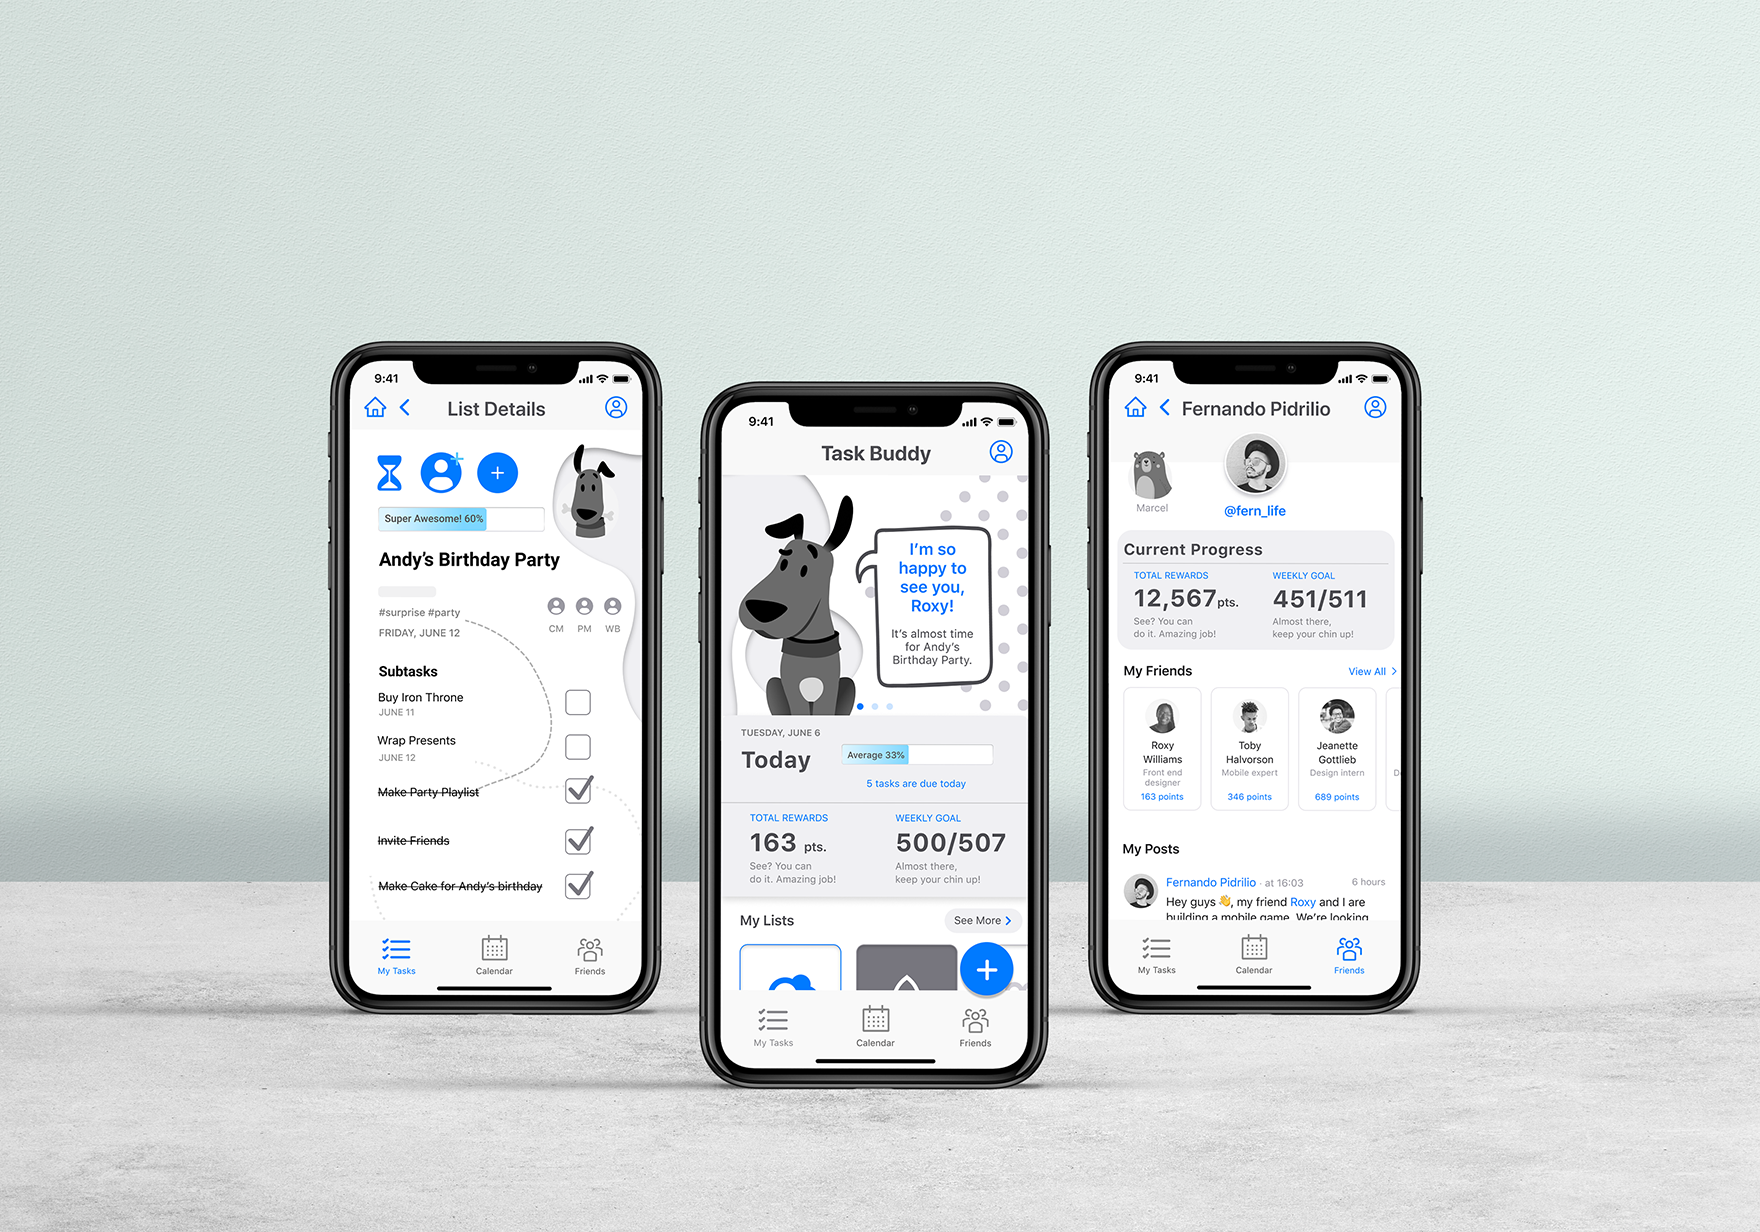 9:41
List Details
Super Awesome! 60%
Andy's Birthday Party
#surprise #party
FRIDAY, JUNE 12
CM PM WB
Subtasks
Buy Iron Throne
JUNE 11
Wrap Presents
JUNE 12
Make Party Playlist
Invite Friends
Make Cake for Andy's birthday
My Tasks
Calendar
Friends
9:41
Task Buddy
I'm so
happy to
see you,
Roxy!
It's almost time
for Andy's
Birthday Party.
TUESDAY, JUNE 6
Today
Average 33%
5 tasks are due today
TOTAL REWARDS
163 pts.
See? You can
do it. Amazing job!
WEEKLY GOAL
500/507
Almost there,
keep your chin up!
My Lists
See More
My Tasks
Calendar
Friends
9:41
Fernando Pidrilio
Marcel
@fern_life
Current Progress
TOTAL REWARDS
12,567pts.
See? You can
do it. Amazing job!
WEEKLY GOAL
451/511
Almost there,
keep your chin up!
My Friends
View All
Roxy
Williams
Front end
designer
163 points
Toby
Halvorson
Mobile expert
346 points
Jeanette
Gottlieb
Design intern
689 points
D
My Posts
Fernando Pidrilio · at 16:03
6 hours
Hey guys 👋, my friend Roxy and I are
building a mobile game. We're looking
My Tasks
Calendar
Friends